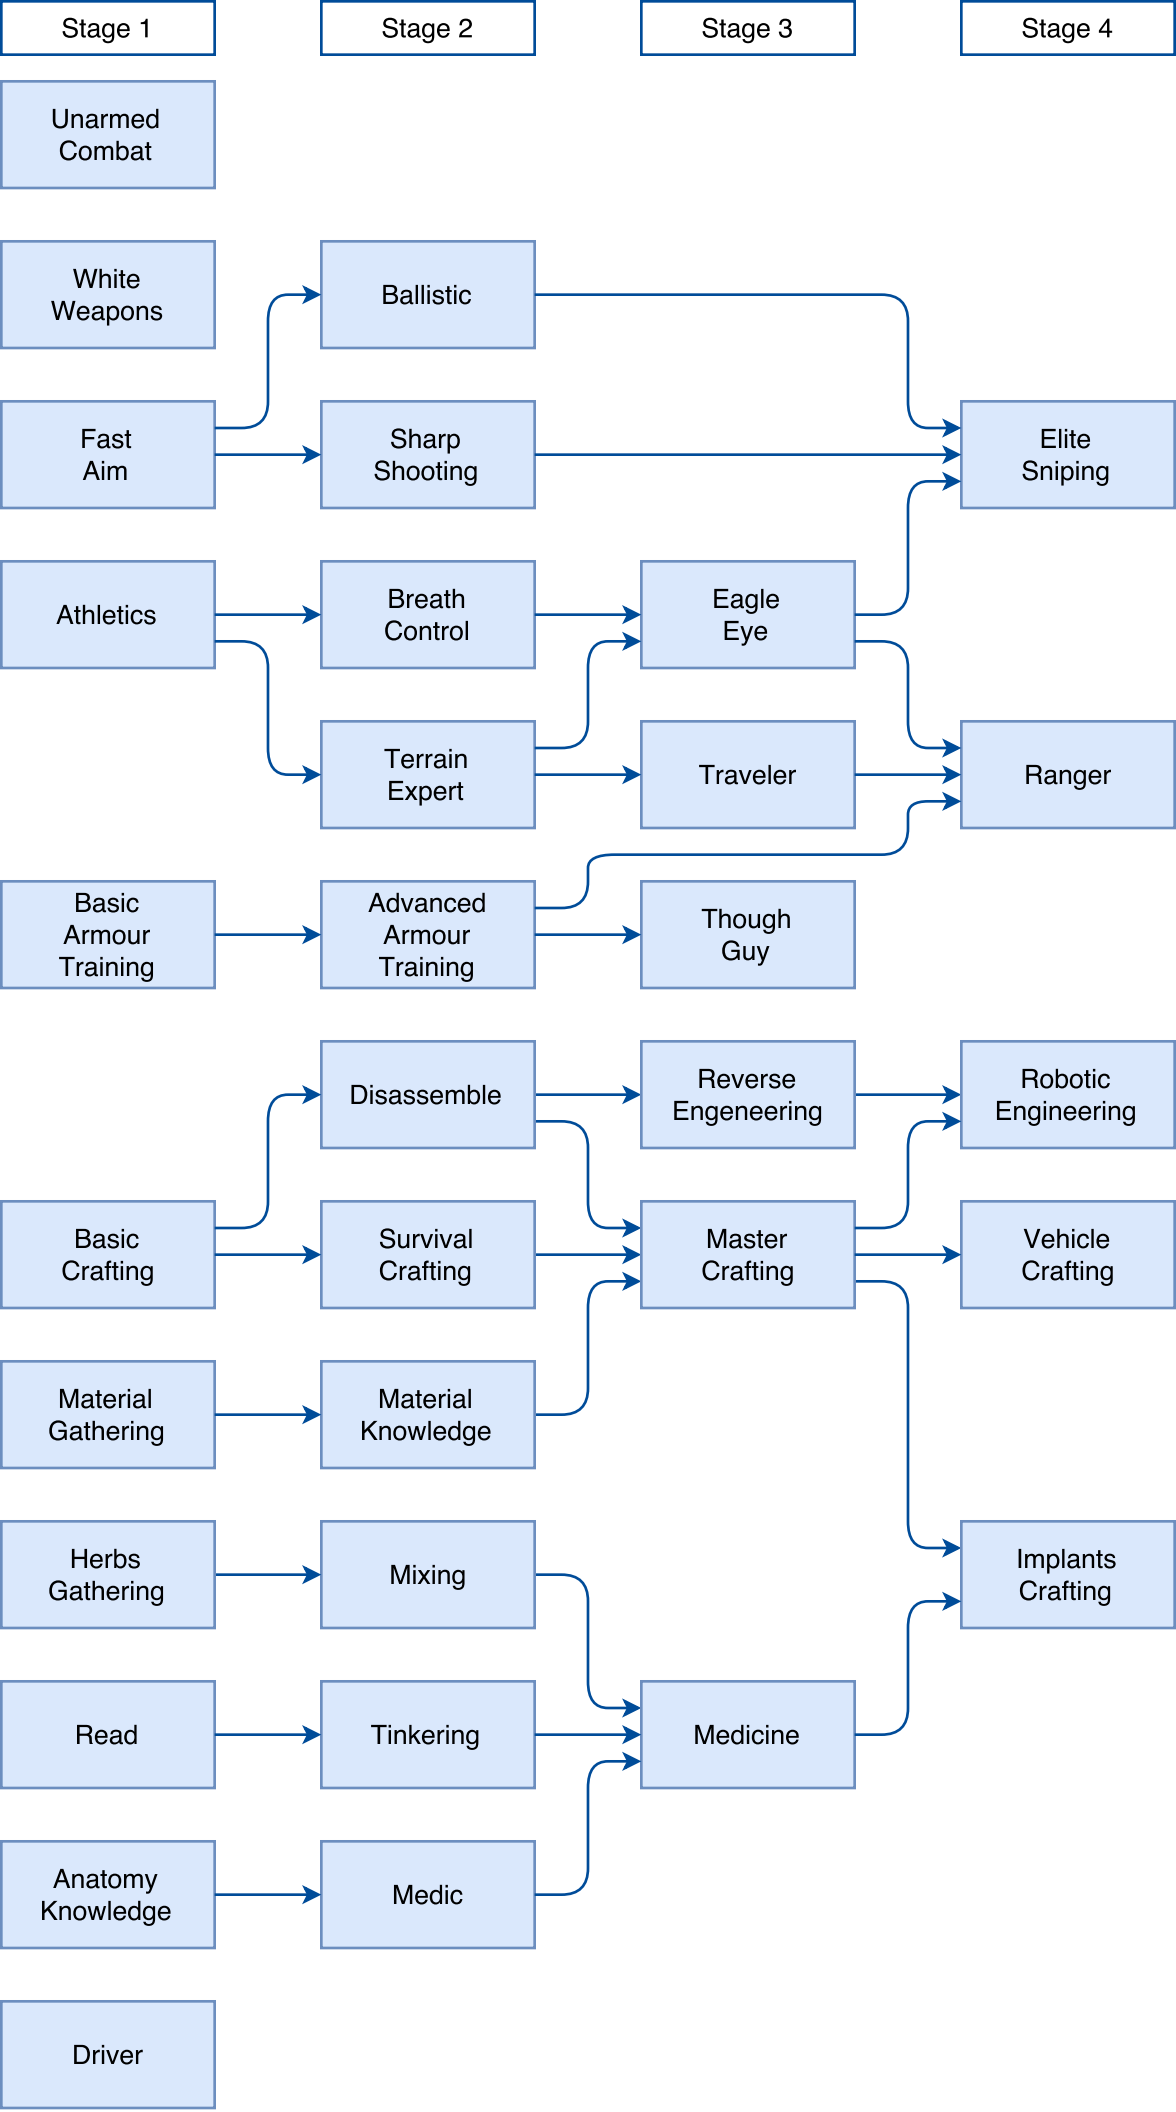 Stage 1
Stage 2
Stage 3
Stage 4
Unarmed
Combat
White
Weapons
Ballistic
Fast
Aim
Sharp
Shooting
Elite
Sniping
Athletics
Breath
Control
Eagle
Eye
Terrain
Expert
Traveler
Ranger
Basic
Armour
Training
Advanced
Armour
Training
Though
Guy
Disassemble
Reverse
Engeneering
Robotic
Engineering
Basic
Crafting
Survival
Crafting
Master
Crafting
Vehicle
Crafting
Material
Gathering
Material
Knowledge
Herbs
Gathering
Mixing
Implants
Crafting
Read
Tinkering
Medicine
Anatomy
Knowledge
Medic
Driver